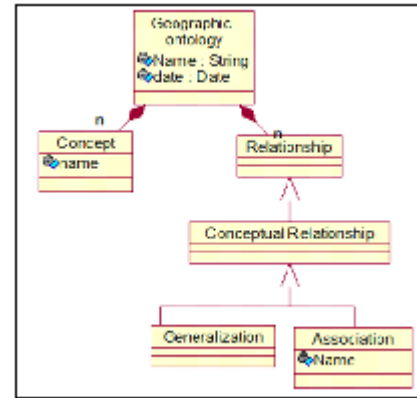 Geographic
ontology
Name : String
date : Date
n
n
Concept
name
Relationship
Conceptual Relationship
Generalization
Association
Name